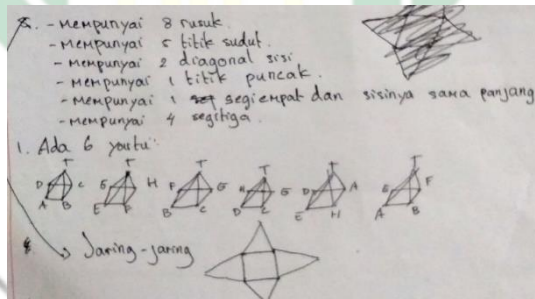 8. - Mempunyai 8 rusuk.
- Mempunyai 5 titik sudut.
- Mempunyai 2 diagonal sisi
- Mempunyai 1 titik puncak.
- Mempunyai 1 segiempat dan sisinya sama panjang
- Mempunyai 4 segitiga.
1. Ada 6 yaitu:
T T T T T T
D C G H F G H G D A E F
A B E F B C D C E H A B
Jaring-jaring